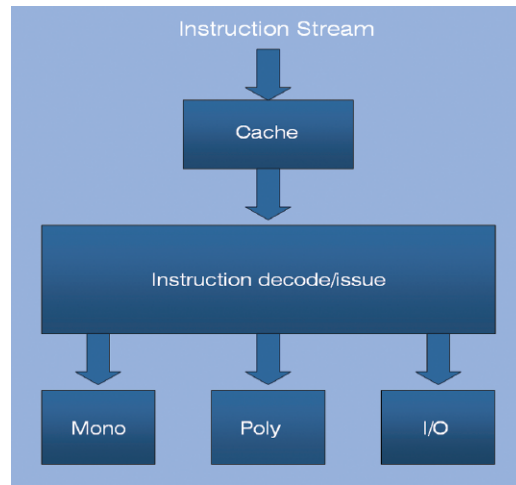 Instruction Stream
Cache
Instruction decode/issue
Mono
Poly
I/O